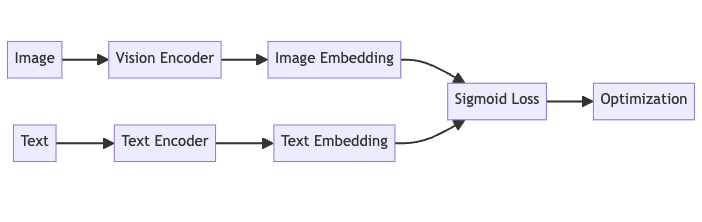 Image
Vision Encoder
Image Embedding
Sigmoid Loss
Optimization
Text
Text Encoder
Text Embedding